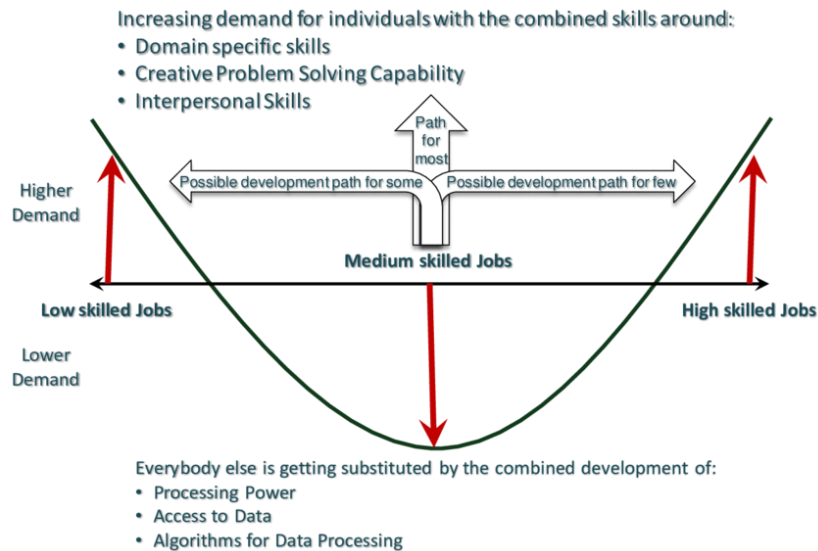 Increasing demand for individuals with the combined skills around:
• Domain specific skills
• Creative Problem Solving Capability
• Interpersonal Skills
Path
for
most
Possible development path for some
Possible development path for few
Higher
Demand
Medium skilled Jobs
Low skilled Jobs
High skilled Jobs
Lower
Demand
Everybody else is getting substituted by the combined development of:
• Processing Power
• Access to Data
• Algorithms for Data Processing